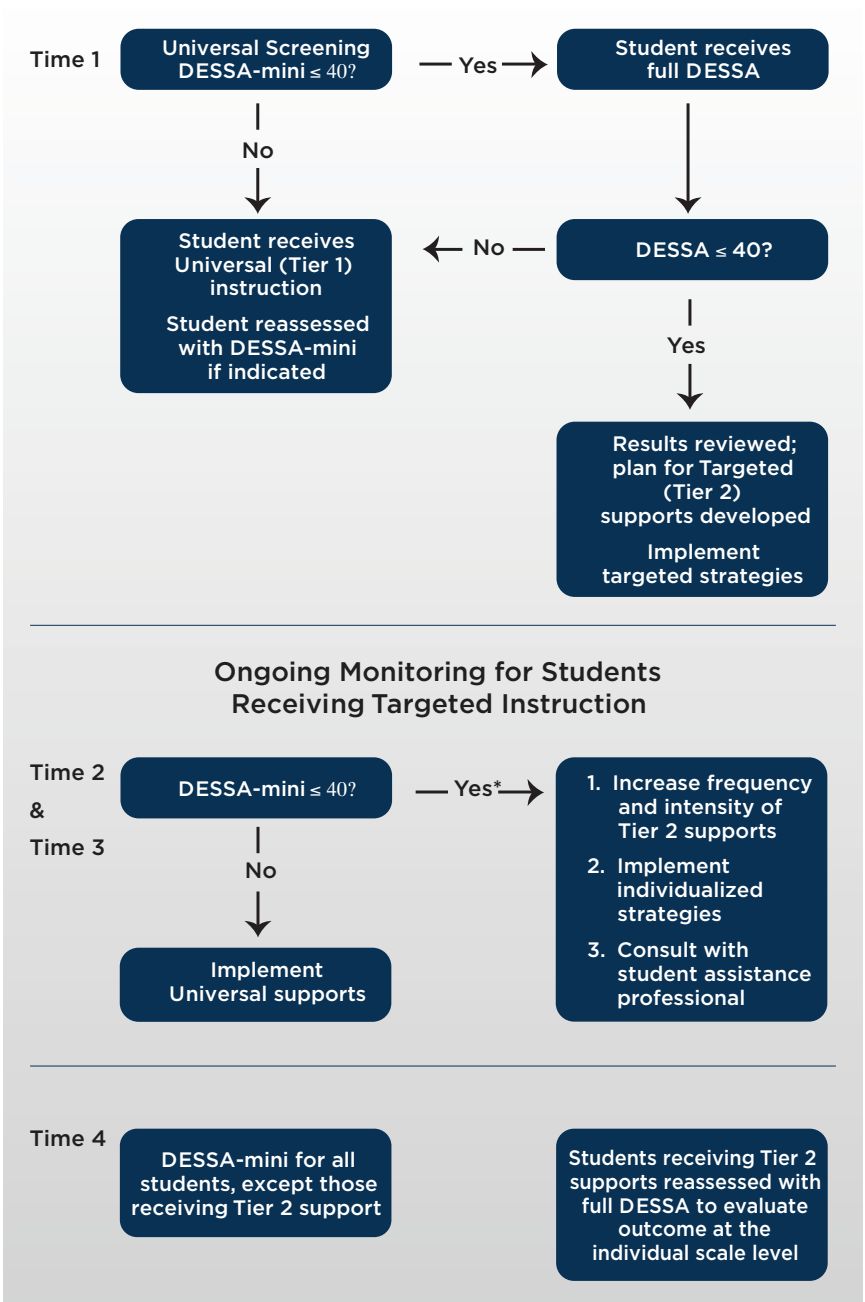 Time 1
Universal Screening
DESSA-mini ≤ 40?
Yes
Student receives
full DESSA
No
Student receives
Universal (Tier 1)
instruction
Student reassessed
with DESSA-mini
if indicated
No
DESSA ≤ 40?
Yes
Results reviewed;
plan for Targeted
(Tier 2)
supports developed
Implement
targeted strategies
Ongoing Monitoring for Students
Receiving Targeted Instruction
Time 2
&
Time 3
DESSA-mini ≤ 40?
Yes*
1. Increase frequency
and intensity of
Tier 2 supports
2. Implement
individualized
strategies
3. Consult with
student assistance
professional
No
Implement
Universal supports
Time 4
DESSA-mini for all
students, except those
receiving Tier 2 support
Students receiving Tier 2
supports reassessed with
full DESSA to evaluate
outcome at the
individual scale level